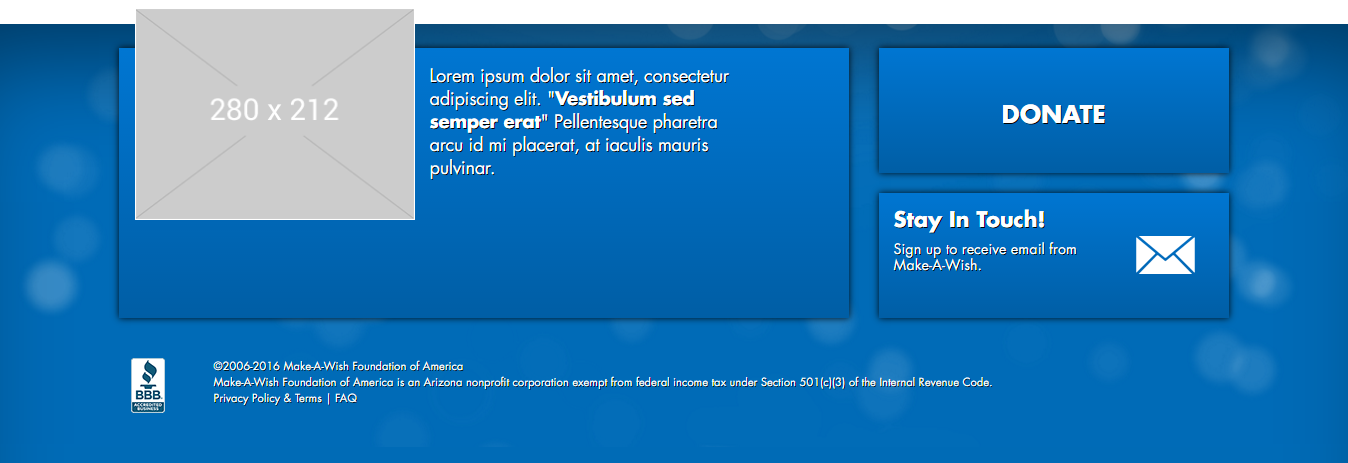 280 x 212
Lorem ipsum dolor sit amet, consectetur
adipiscing elit. "Vestibulum sed
semper erat" Pellentesque pharetra
arcu id mi placerat, at iaculis mauris
pulvinar.
DONATE
Stay In Touch!
Sign up to receive email from
Make-A-Wish.
BBB.
ACCREDITED
BUSINESS
©2006-2016 Make-A-Wish Foundation of America
Make-A-Wish Foundation of America is an Arizona nonprofit corporation exempt from federal income tax under Section 501(c)(3) of the Internal Revenue Code.
Privacy Policy & Terms | FAQ